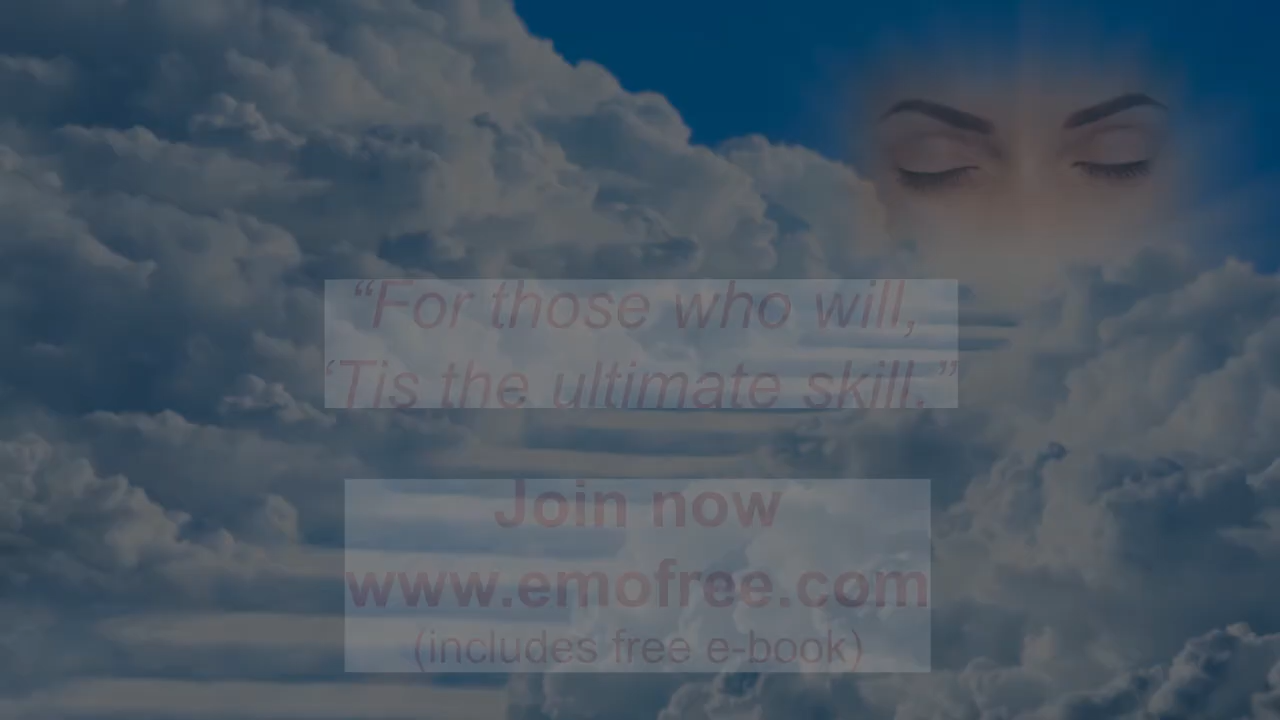 “For those who will,
‘Tis the ultimate skill.”
Join now
www.emofree.com
(includes free e-book)